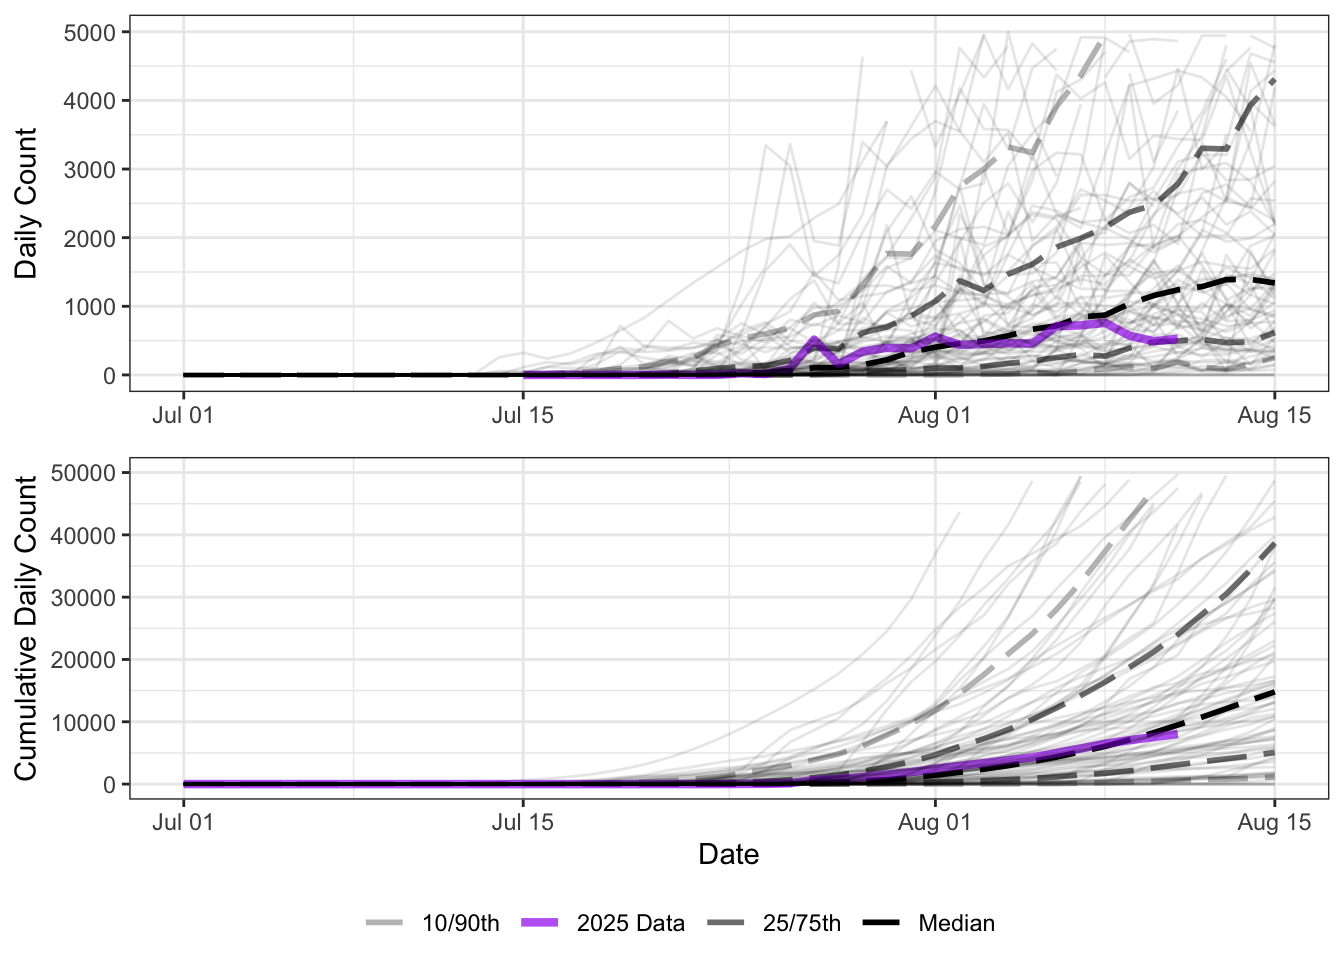 Daily Count
5000
4000
3000
2000
1000
0
Jul 01 Jul 15 Aug 01 Aug 15
Cumulative Daily Count
50000
40000
30000
20000
10000
0
Jul 01 Jul 15 Aug 01 Aug 15
Date
10/90th 2025 Data 25/75th Median